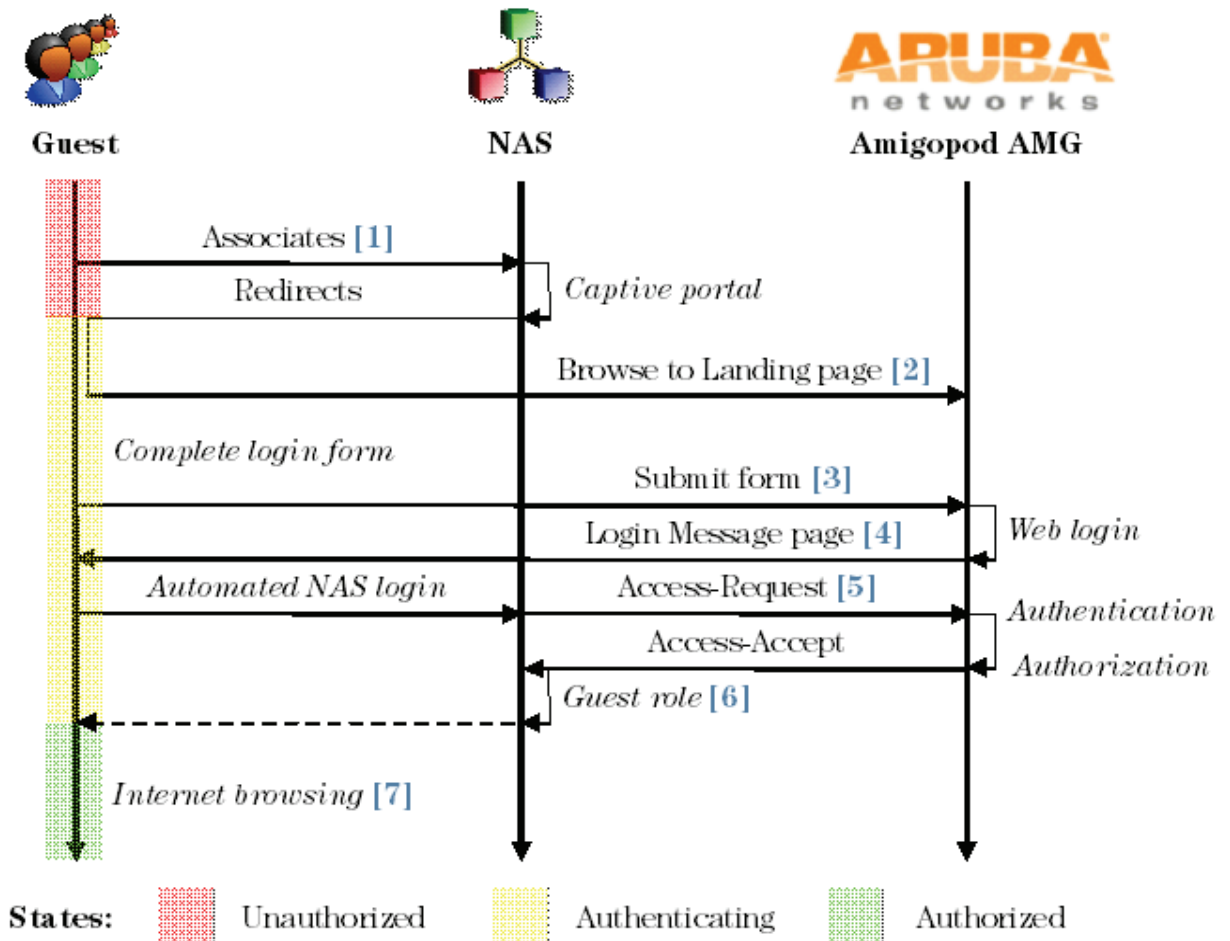 ARUBA
networks
Guest
NAS
Amigopod AMG
Associates [1]
Redirects
Captive portal
Browse to Landing page [2]
Complete login form
Submit form [3]
Web login
Login Message page [4]
Automated NAS login
Access-Request [5]
Authentication
Access-Accept
Authorization
Guest role [6]
Internet browsing [7]
States:
Unauthorized
Authenticating
Authorized